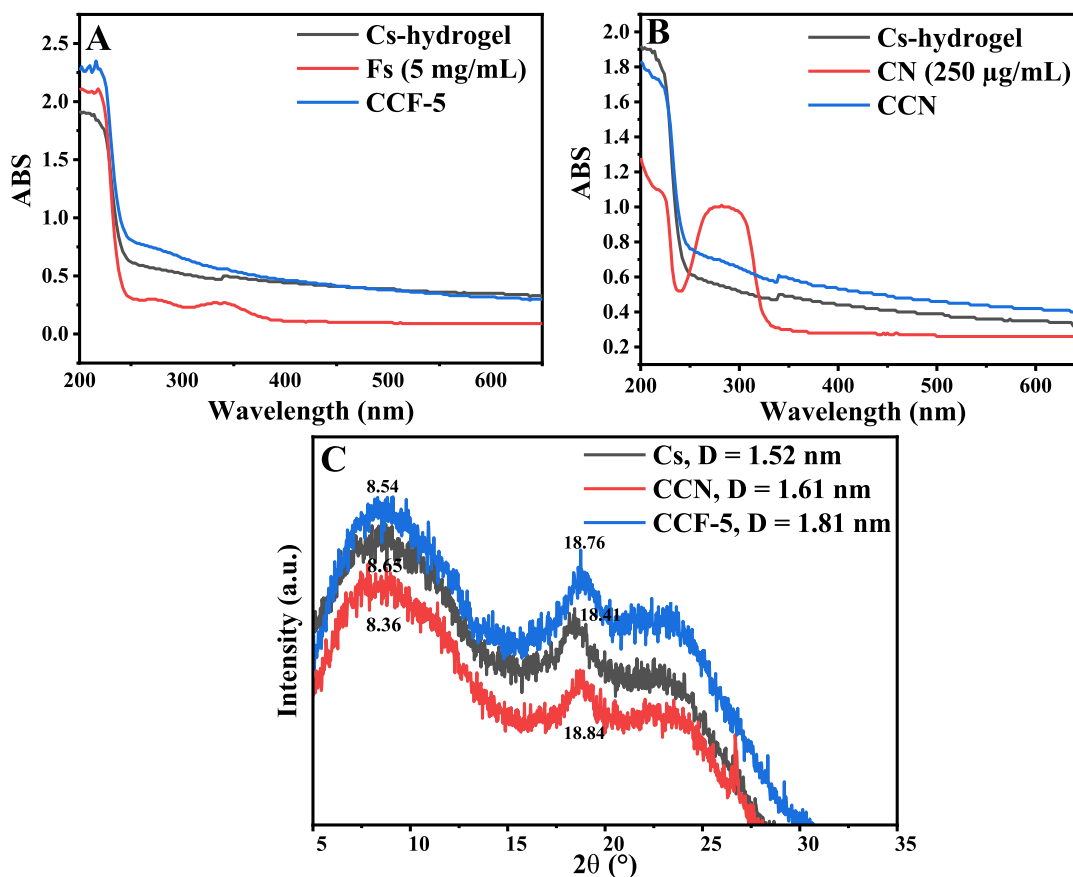 A
Cs-hydrogel
Fs (5 mg/mL)
CCF-5
2.5
2.0
1.5
1.0
0.5
0.0
ABS
200 300 400 500 600
Wavelength (nm)
B
Cs-hydrogel
CN (250 µg/mL)
CCN
2.0
1.8
1.6
1.4
1.2
1.0
0.8
0.6
0.4
0.2
ABS
200 300 400 500 600
Wavelength (nm)
C
Cs, D = 1.52 nm
CCN, D = 1.61 nm
CCF-5, D = 1.81 nm
8.54
8.65
8.36
18.76
18.41
18.84
Intensity (a.u.)
5 10 15 20 25 30 35
2θ (°)